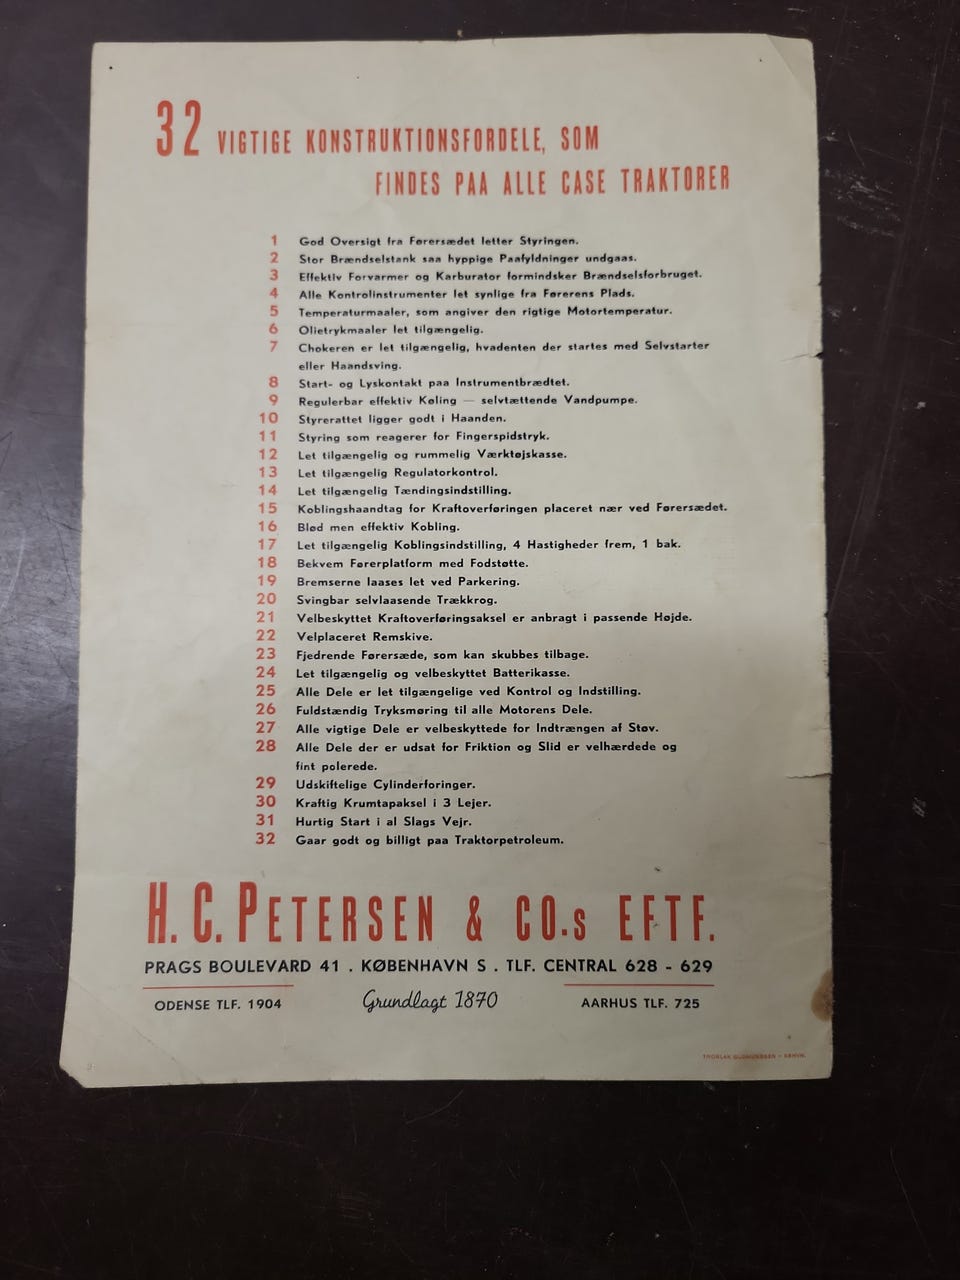 32 VIGTIGE KONSTRUKTIONSFORDELE, SOM
FINDES PAA ALLE CASE TRAKTORER
1 God Oversigt fra Førersædet letter Styringen.
2 Stor Brændselstank saa hyppige Paafyldninger undgaas.
3 Effektiv Forvarmer og Karburator formindsker Brændselsforbruget.
4 Alle Kontrolinstrumenter let synlige fra Førerens Plads.
5 Temperaturmaaler, som angiver den rigtige Motortemperatur.
6 Olietrykmaaler let tilgængelig.
7 Chokeren er let tilgængelig, hvadenten der startes med Selvstarter
eller Haandsving.
8 Start- og Lyskontakt paa Instrumentbrædtet.
9 Regulerbar effektiv Køling — selvtættende Vandpumpe.
10 Styrerattet ligger godt i Haanden.
11 Styring som reagerer for Fingerspidstryk.
12 Let tilgængelig og rummelig Værktøjskasse.
13 Let tilgængelig Regulatorkontrol.
14 Let tilgængelig Tændingsindstilling.
15 Koblingshaandtag for Kraftoverføringen placeret nær ved Førersædet.
16 Blød men effektiv Kobling.
17 Let tilgængelig Koblingsindstilling, 4 Hastigheder frem, 1 bak.
18 Bekvem Førerplatform med Fodstøtte.
19 Bremserne laases let ved Parkering.
20 Svingbar selvlaasende Trækkrog.
21 Velbeskyttet Kraftoverføringsaksel er anbragt i passende Højde.
22 Velplaceret Remskive.
23 Fjedrende Førersæde, som kan skubbes tilbage.
24 Let tilgængelig og velbeskyttet Batterikasse.
25 Alle Dele er let tilgængelige ved Kontrol og Indstilling.
26 Fuldstændig Tryksmøring til alle Motorens Dele.
27 Alle vigtige Dele er velbeskyttede for Indtrængen af Støv.
28 Alle Dele der er udsat for Friktion og Slid er velhærdede og
fint polerede.
29 Udskiftelige Cylinderforinger.
30 Kraftig Krumtapaksel i 3 Lejer.
31 Hurtig Start i al Slags Vejr.
32 Gaar godt og billigt paa Traktorpetroleum.
H. C. PETERSEN & CO.s EFTF.
PRAGS BOULEVARD 41 . KØBENHAVN S . TLF. CENTRAL 628 - 629
ODENSE TLF. 1904 Grundlagt 1870 AARHUS TLF. 725
THORLAK GUDMUNDSEN - KBHVN.